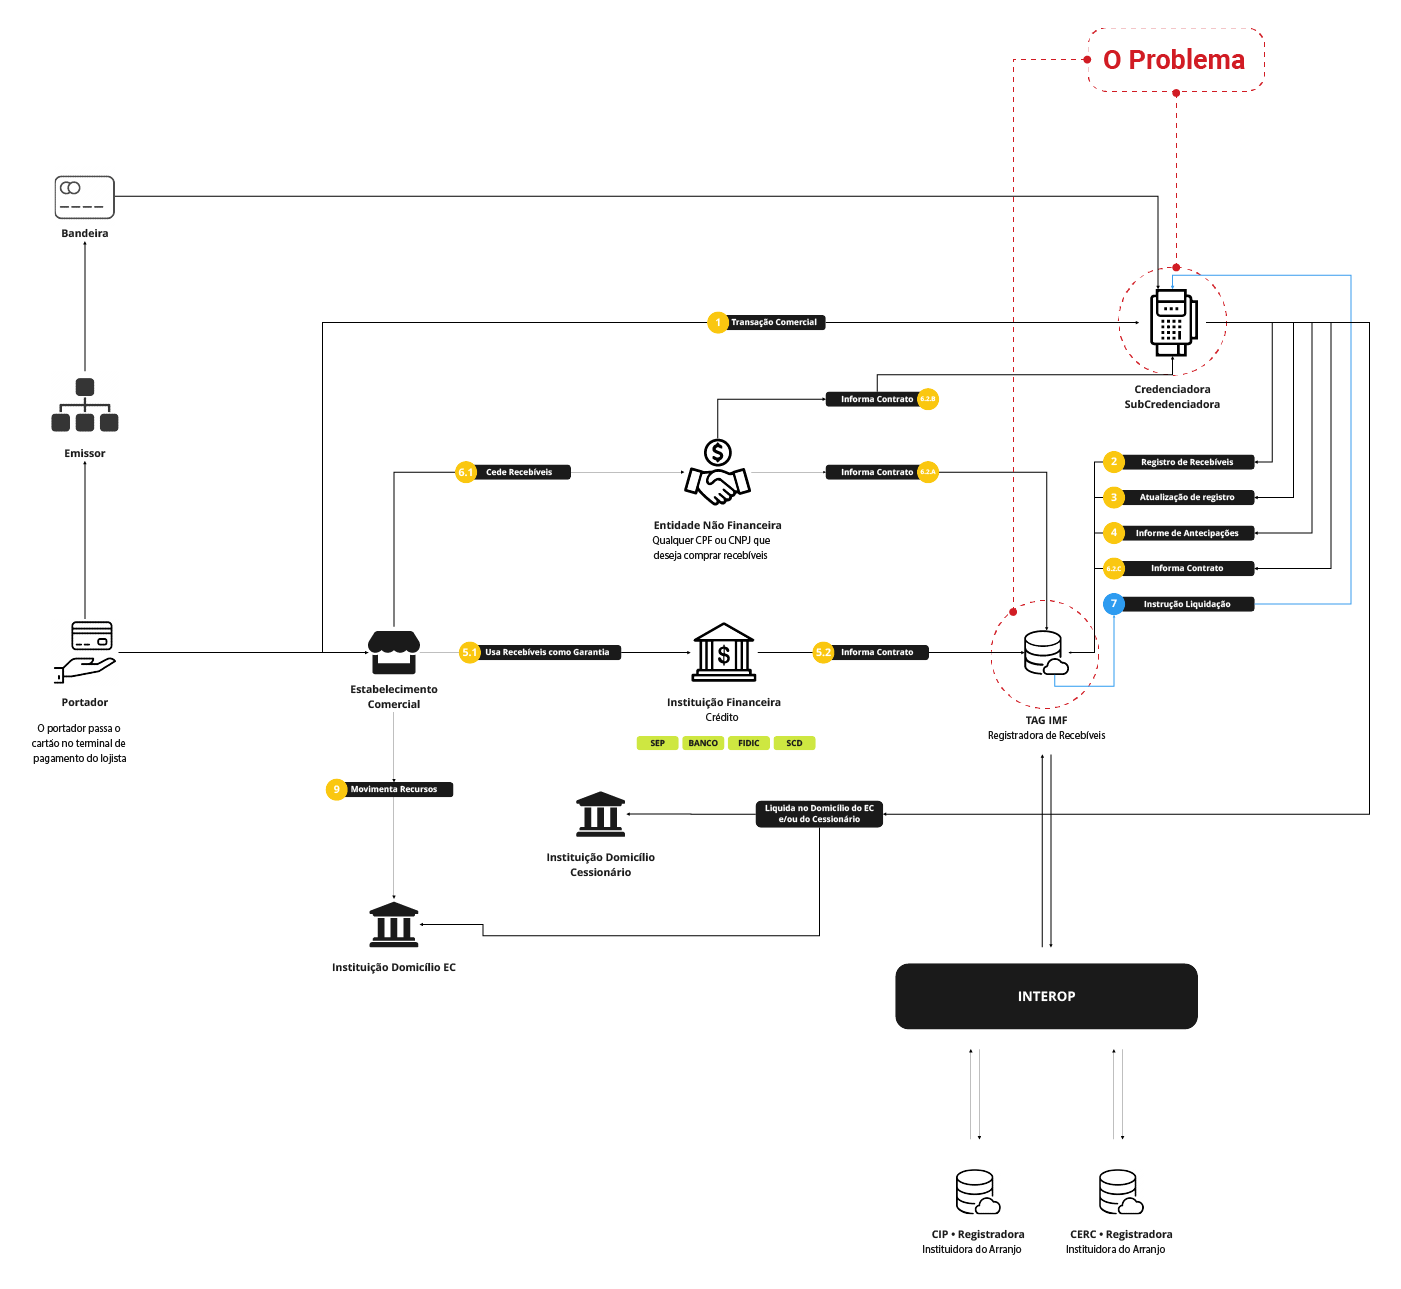 O Problema
Bandeira
1 Transação Comercial
Credenciadora
SubCredenciadora
Informa Contrato 6.2.B
Emissor
6.1 Cede Recebíveis
Informa Contrato 6.2.A
2 Registro de Recebíveis
3 Atualização de registro
4 Informe de Antecipações
6.2.C Informa Contrato
7 Instrução Liquidação
Entidade Não Financeira
Qualquer CPF ou CNPJ que
deseja comprar recebíveis
Portador
O portador passa o
cartão no terminal de
pagamento do lojista
Estabelecimento
Comercial
5.1 Usa Recebíveis como Garantia
$
Instituição Financeira
Crédito
SEP
BANCO
FIDIC
SCD
5.2 Informa Contrato
TAG IMF
Registradora de Recebíveis
9 Movimenta Recursos
Liquida no Domicílio do EC
e/ou do Cessionário
Instituição Domicílio
Cessionário
Instituição Domicílio EC
INTEROP
CIP • Registradora
Instituidora do Arranjo
CERC • Registradora
Instituidora do Arranjo